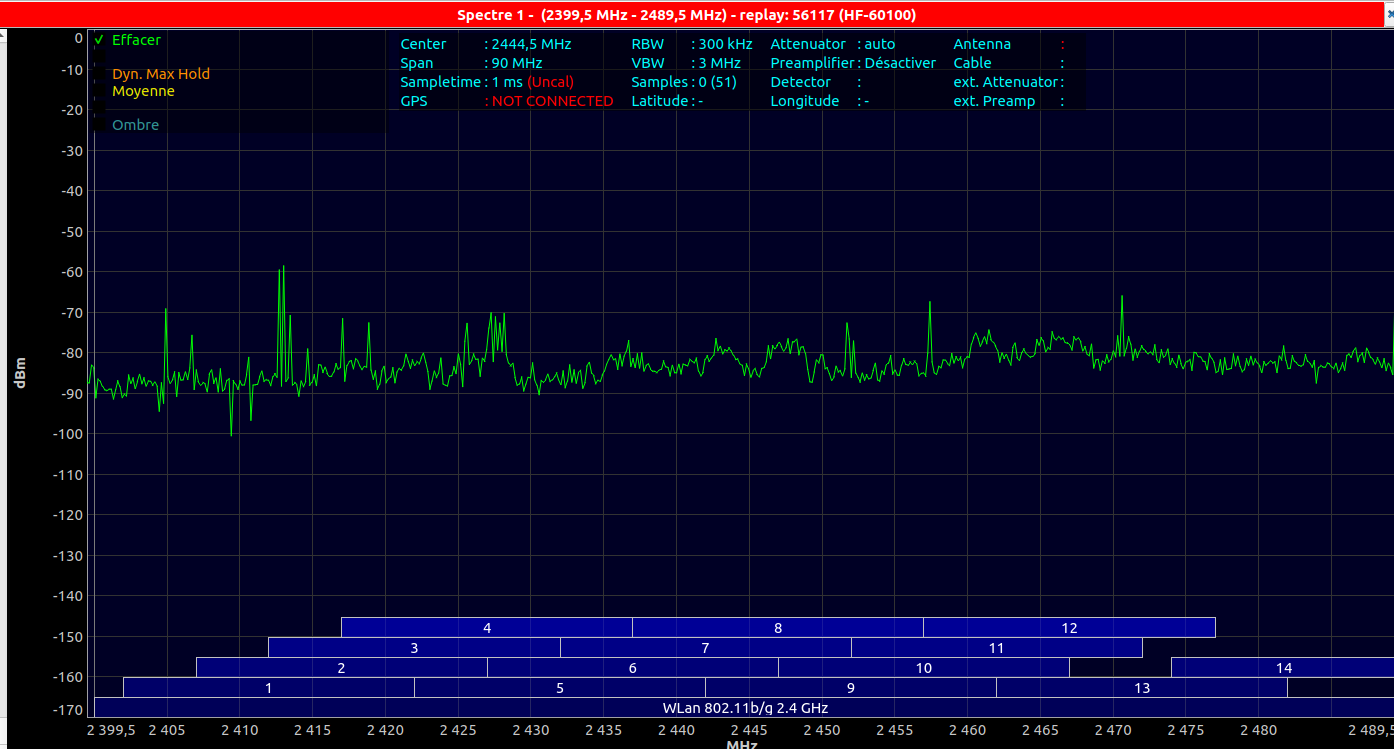 Spectre 1 - (2399,5 MHz - 2489,5 MHz) - replay: 56117 (HF-60100)
Effacer
Dyn. Max Hold
Moyenne
Ombre
Center : 2444,5 MHz RBW : 300 kHz Attenuator : auto Antenna :
Span : 90 MHz VBW : 3 MHz Preamplifier : Désactiver Cable :
Sampletime : 1 ms (Uncal) Samples : 0 (51) Detector : ext. Attenuator :
GPS : NOT CONNECTED Latitude : - Longitude : - ext. Preamp :
0
-10
-20
-30
-40
-50
-60
-70
-80
-90
-100
-110
-120
-130
-140
-150
-160
-170
dBm
4 8 12
3 7 11
2 6 10 14
1 5 9 13
WLan 802.11b/g 2.4 GHz
2 399,5 2 405 2 410 2 415 2 420 2 425 2 430 2 435 2 440 2 445 2 450 2 455 2 460 2 465 2 470 2 475 2 480 2 489,5
MHz